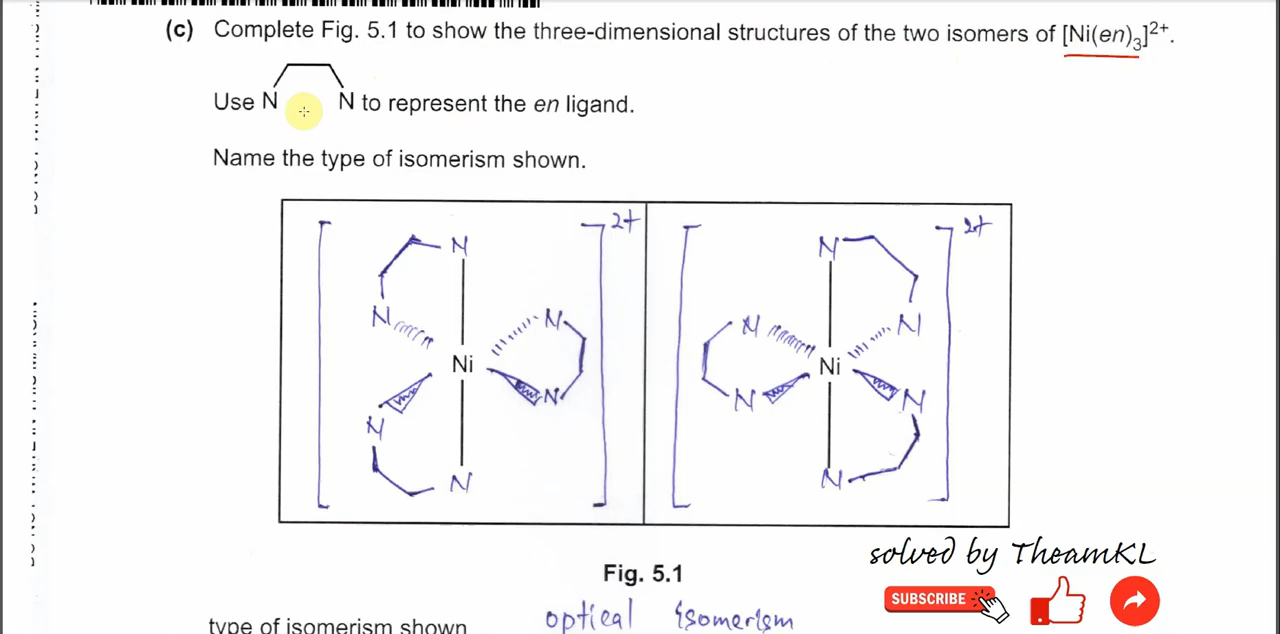 (c) Complete Fig. 5.1 to show the three-dimensional structures of the two isomers of [Ni(en)₃]²⁺.
Use N N to represent the en ligand.
Name the type of isomerism shown.
2+ 2+
N N
N N N N
Ni Ni
N N N N
N N
Fig. 5.1
solved by TheamKL
SUBSCRIBE
type of isomerism shown optical isomerism